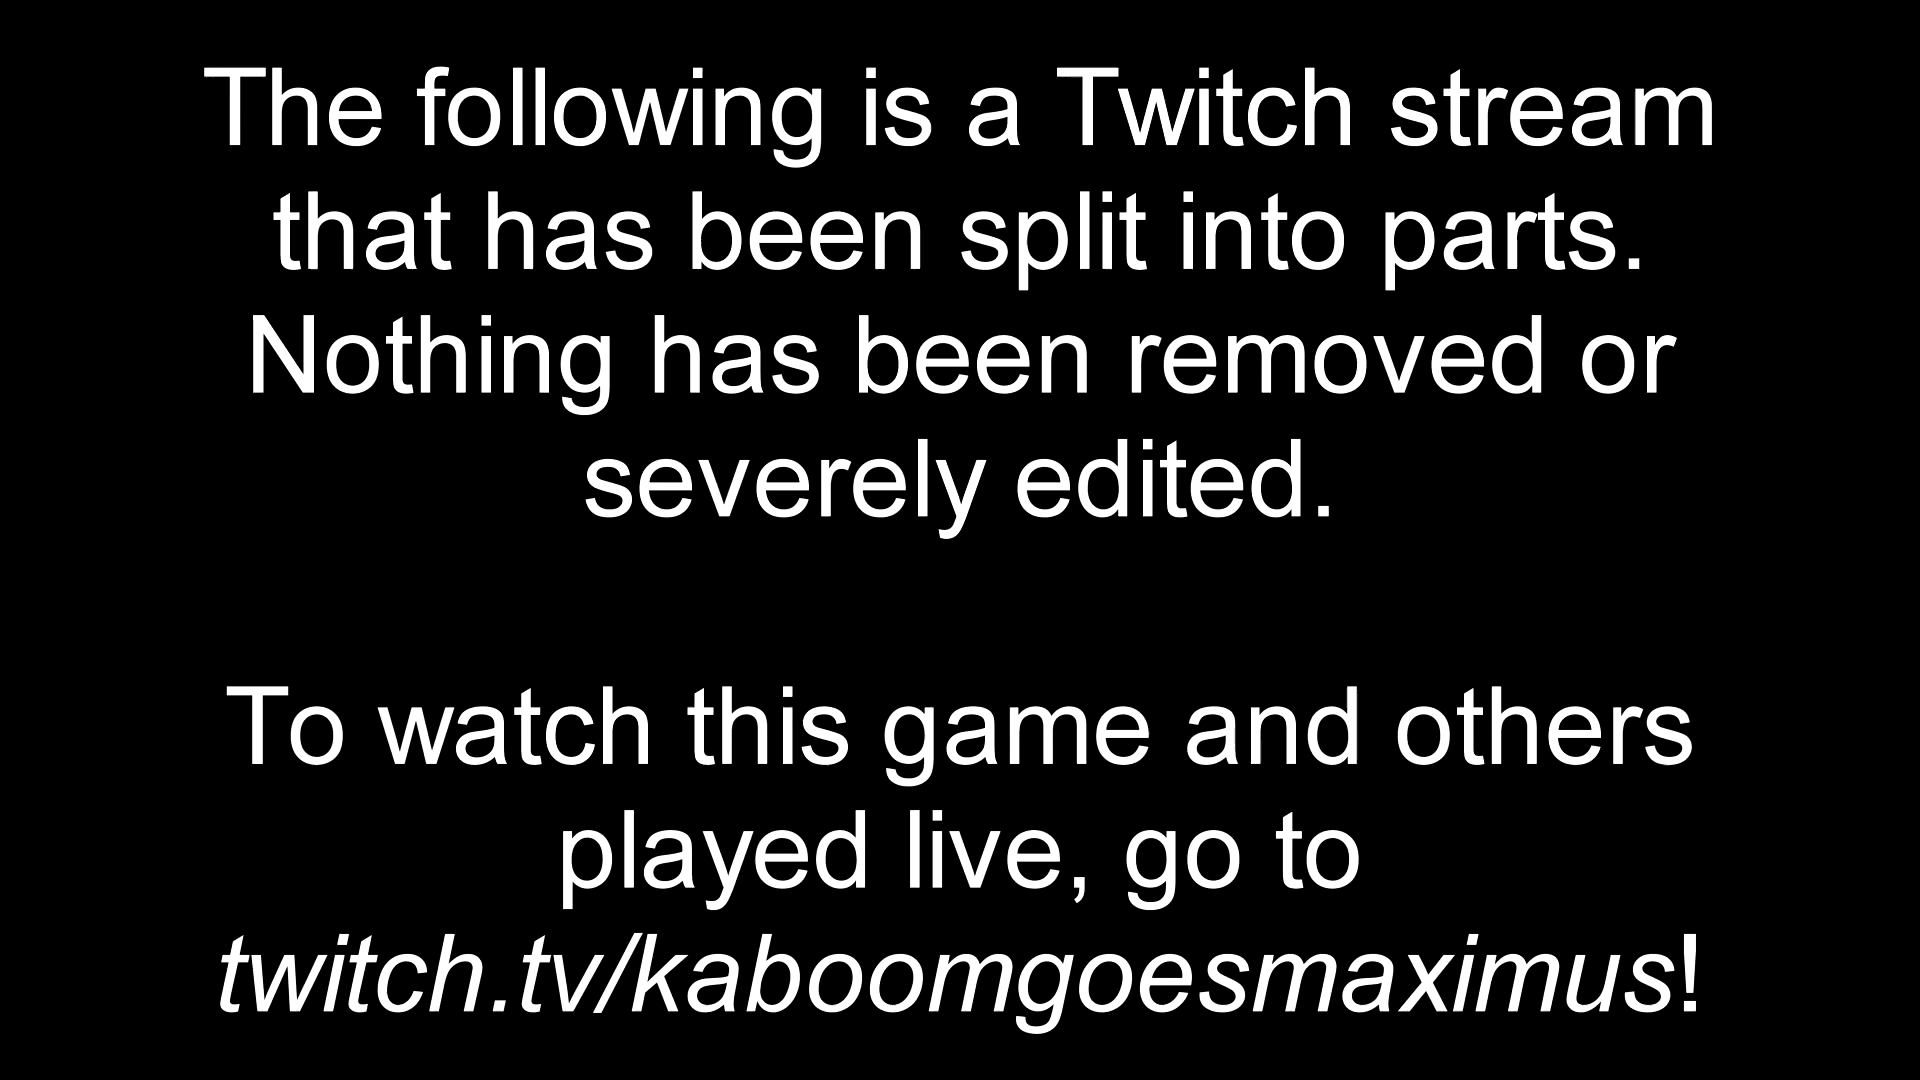 The following is a Twitch stream
that has been split into parts.
Nothing has been removed or
severely edited.
To watch this game and others
played live, go to
twitch.tv/kaboomgoesmaximus!